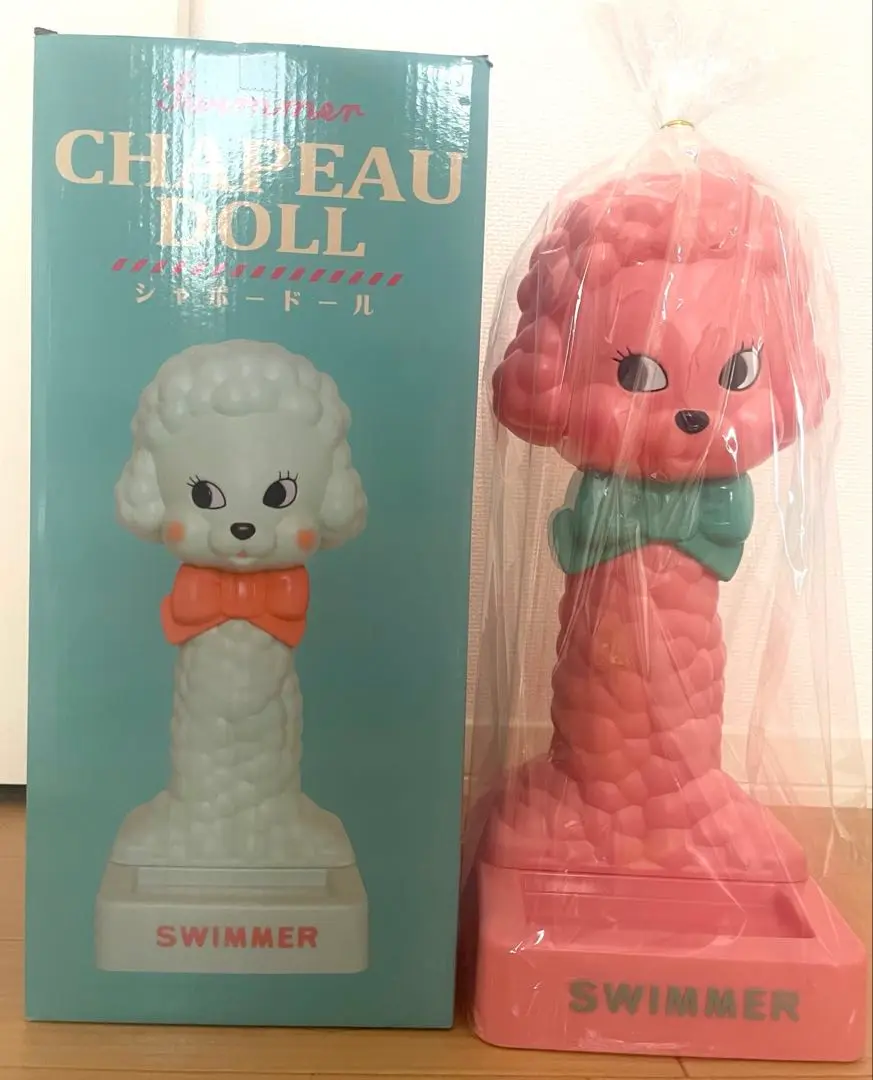 Swimmer
CHAPEAU
DOLL
シャポードール
SWIMMER
SWIMMER